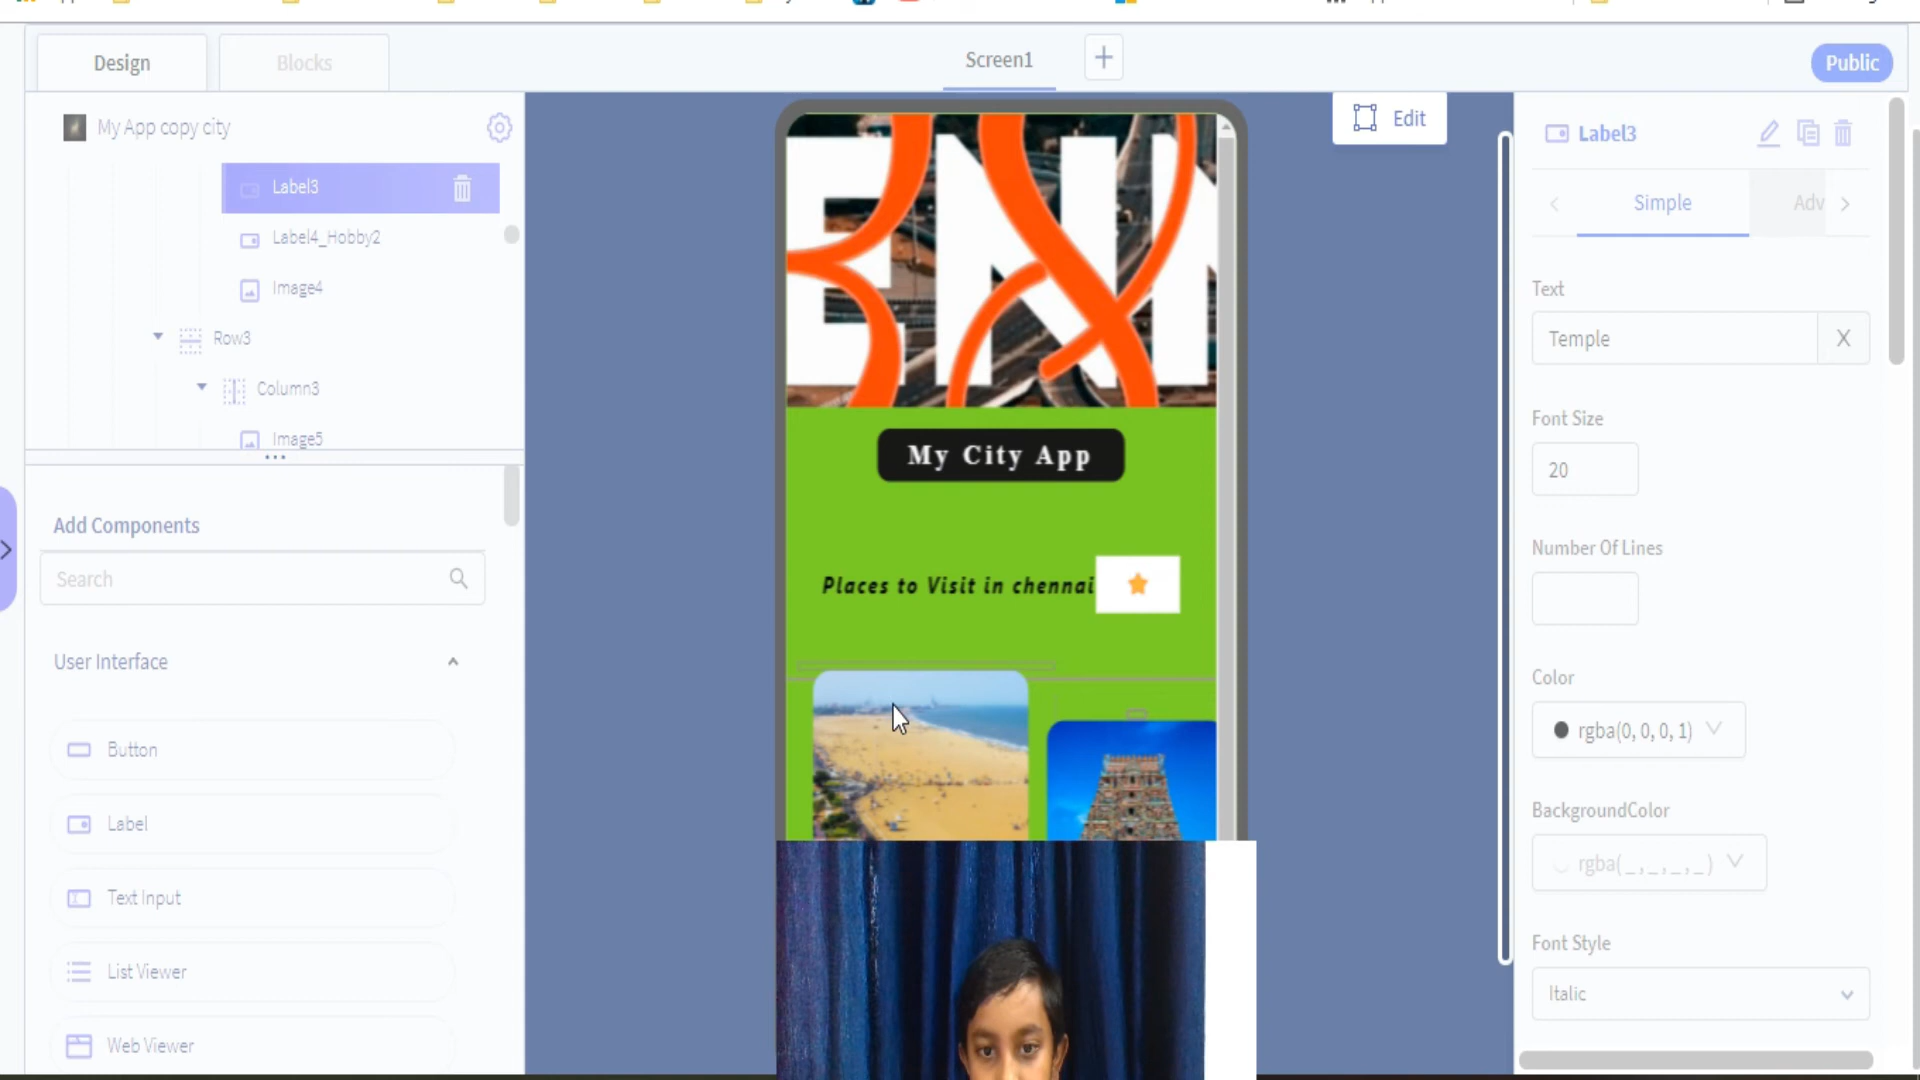 Design
Blocks
Screen1
+
Public
My App copy city
Label3
Label4_Hobby2
Image4
Row3
Column3
Image5
Add Components
Search
User Interface
Button
Label
Text Input
List Viewer
Web Viewer
Edit
ENN
My City App
Places to Visit in chennai
Label3
Simple
Adv
Text
Temple
X
Font Size
20
Number Of Lines
Color
rgba(0, 0, 0, 1)
BackgroundColor
rgba(_,_,_,_)
Font Style
Italic